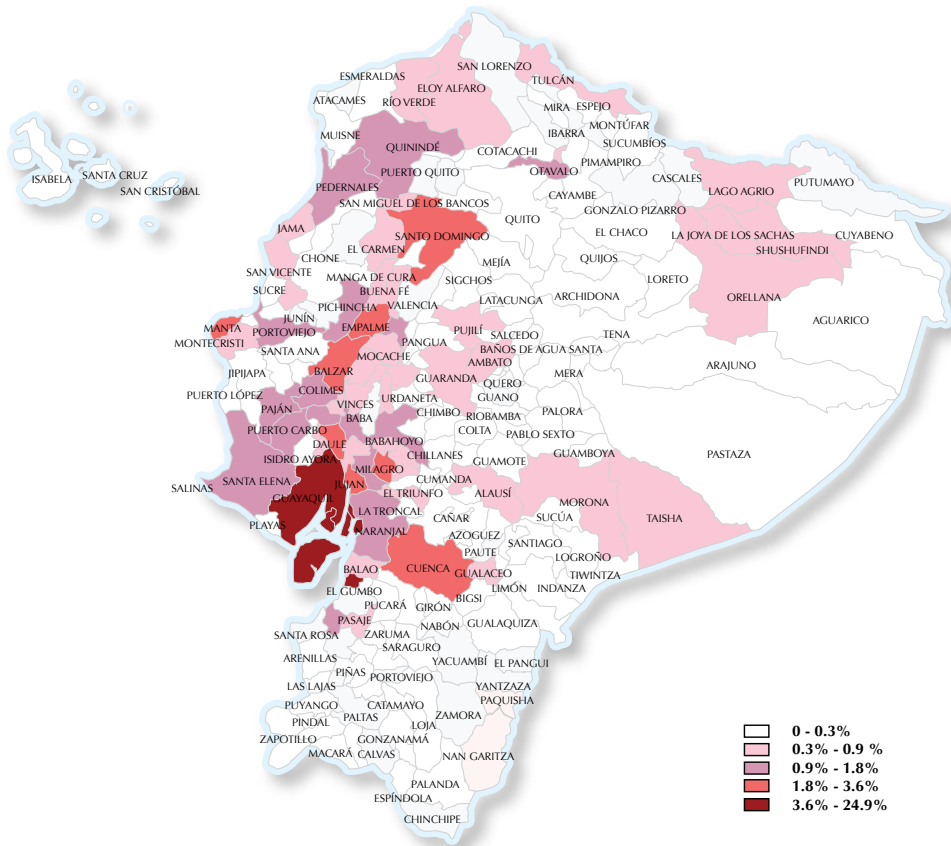 SAN LORENZO
ESMERALDAS
TULCÁN
ELOY ALFARO
ATACAMES
RÍO VERDE
MIRA
ESPEJO
MONTÚFAR
IBARRA
MUISNE
SUCUMBÍOS
QUININDÉ
COTACACHI
PIMAMPIRO
PUERTO QUITO
OTAVALO
CASCALES
SANTA CRUZ
ISABELA
SAN CRISTÓBAL
PEDERNALES
LAGO AGRIO
PUTUMAYO
CAYAMBE
SAN MIGUEL DE LOS BANCOS
GONZALO PIZARRO
QUITO
JAMA
SANTO DOMINGO
EL CHACO
LA JOYA DE LOS SACHAS
CUYABENO
EL CARMEN
SHUSHUFINDI
CHONE
MEJÍA
QUIJOS
SAN VICENTE
MANGA DE CURA
SIGCHOS
LORETO
SUCRE
BUENA FÉ
LATACUNGA
ARCHIDONA
ORELLANA
PICHINCHA
VALENCIA
JUNÍN
AGUARICO
MANTA
PORTOVIEJO
EMPALME
PUJILÍ
SALCEDO
TENA
MONTECRISTI
PANGUA
SANTA ANA
MOCACHE
BAÑOS DE AGUA SANTA
AMBATO
ARAJUNO
JIPIJAPA
BALZAR
GUARANDA
MERA
QUERO
PUERTO LÓPEZ
COLIMES
URDANETA
GUANO
VINCES
PAJÁN
CHIMBO
RIOBAMBA
PALORA
BABA
PUERTO CARBO
COLTA
PABLO SEXTO
DAULE
BABAHOYO
CHILLANES
GUAMBOYA
PASTAZA
ISIDRO AYORA
GUAMOTE
MILAGRO
SANTA ELENA
JUJAN
CUMANDA
SALINAS
GUAYAQUIL
EL TRIUNFO
ALAUSÍ
MORONA
LA TRONCAL
CAÑAR
SUCÚA
TAISHA
PLAYAS
NARANJAL
AZOGUEZ
SANTIAGO
PAUTE
LOGROÑO
BALAO
CUENCA
GUALACEO
TIWINTZA
LIMÓN
INDANZA
EL GUMBO
BIGSI
PUCARÁ
GIRÓN
PASAJE
NABÓN
GUALAQUIZA
SANTA ROSA
ZARUMA
SARAGURO
ARENILLAS
YACUAMBÍ
EL PANGUI
PIÑAS
PORTOVIEJO
LAS LAJAS
YANTZAZA
PUYANGO
CATAMAYO
PAQUISHA
PALTAS
ZAMORA
PINDAL
LOJA
ZAPOTILLO
GONZANAMÁ
MACARÁ
CALVAS
NAN GARITZA
PALANDA
ESPÍNDOLA
CHINCHIPE
0 - 0.3%
0.3% - 0.9 %
0.9% - 1.8%
1.8% - 3.6%
3.6% - 24.9%